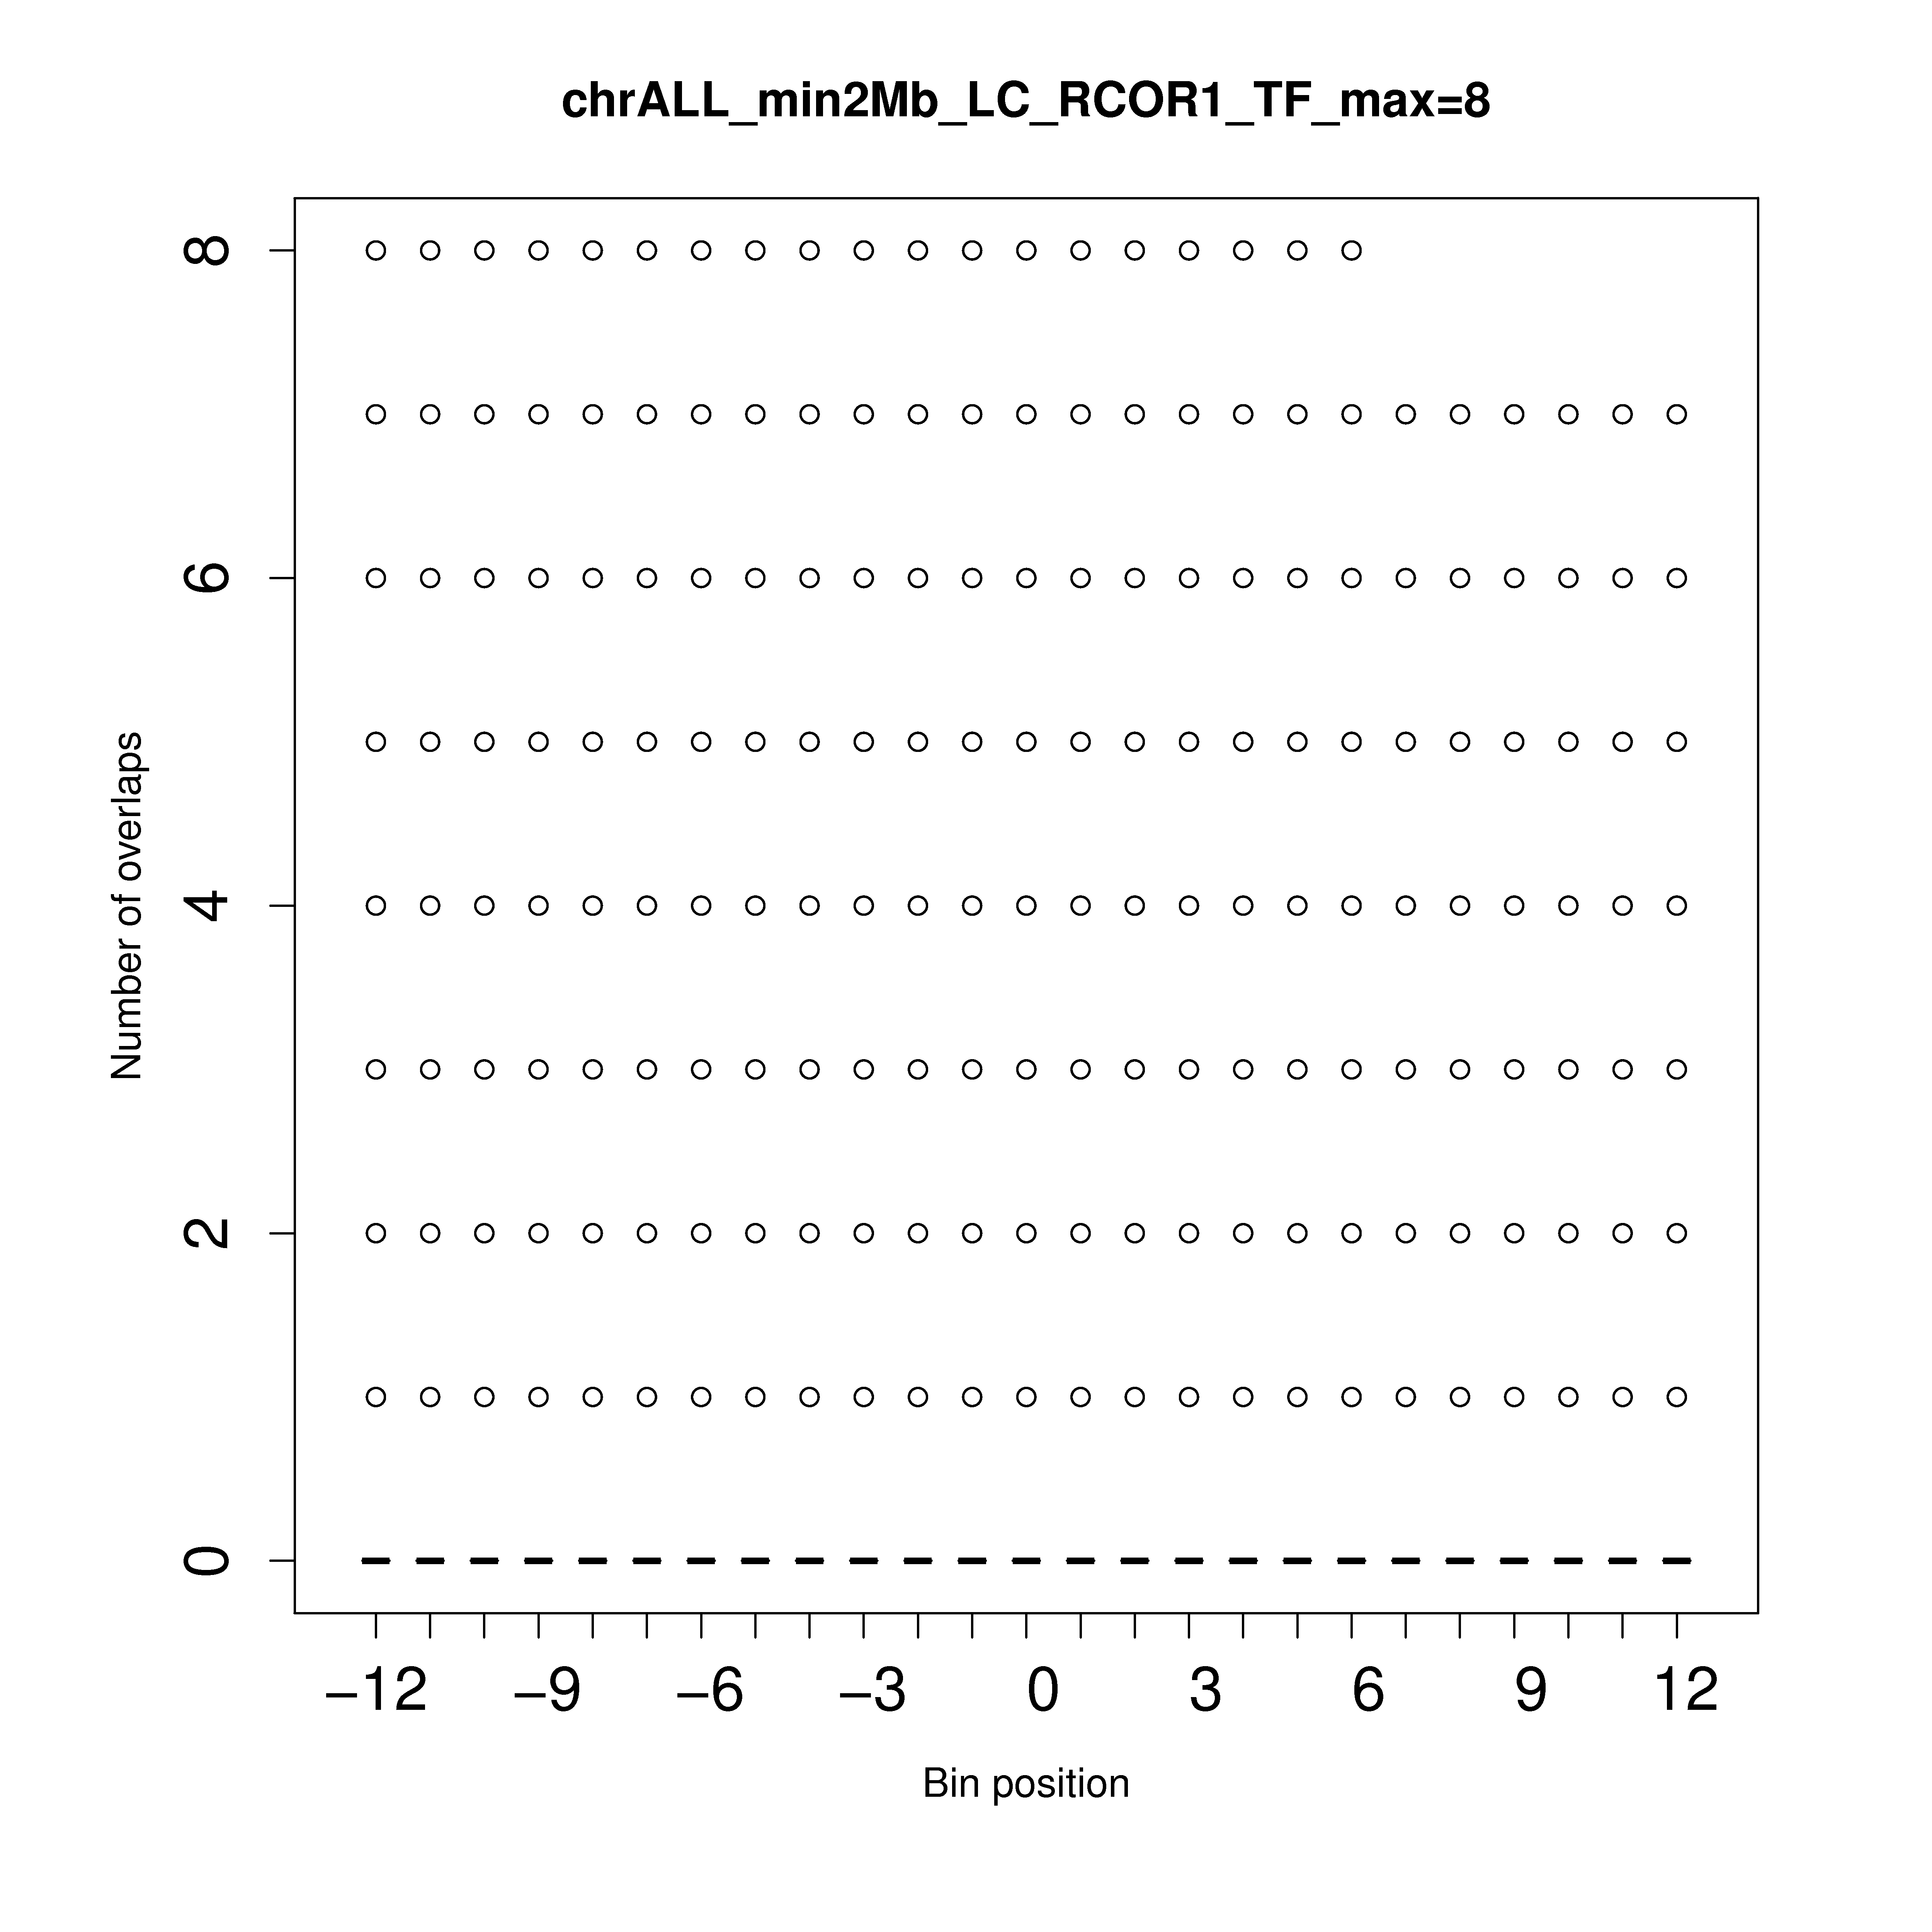 chrALL_min2Mb_LC_RCOR1_TF_max=8
Number of overlaps
8
6
4
2
0
−12 −9 −6 −3 0 3 6 9 12
Bin position